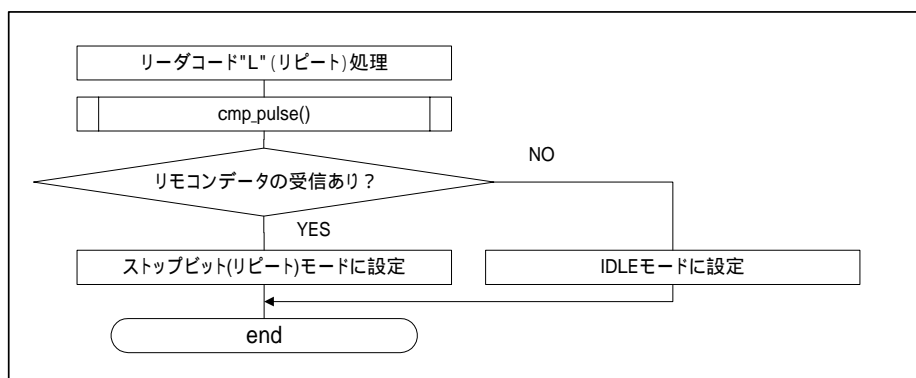 リーダコード"L"(リピート)処理
cmp_pulse()
リモコンデータの受信あり?
NO
YES
ストップビット(リピート)モードに設定
IDLEモードに設定
end